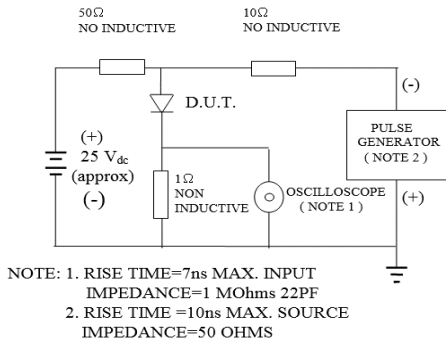 50Ω
NO INDUCTIVE
10Ω
NO INDUCTIVE
(-)
D.U.T.
PULSE
GENERATOR
( NOTE 2 )
(+)
25 Vdc
(approx)
(-)
1Ω
NON
INDUCTIVE
OSCILLOSCOPE
( NOTE 1 )
(+)
NOTE: 1. RISE TIME=7ns MAX. INPUT
IMPEDANCE=1 MOhms 22PF
2. RISE TIME =10ns MAX. SOURCE
IMPEDANCE=50 OHMS